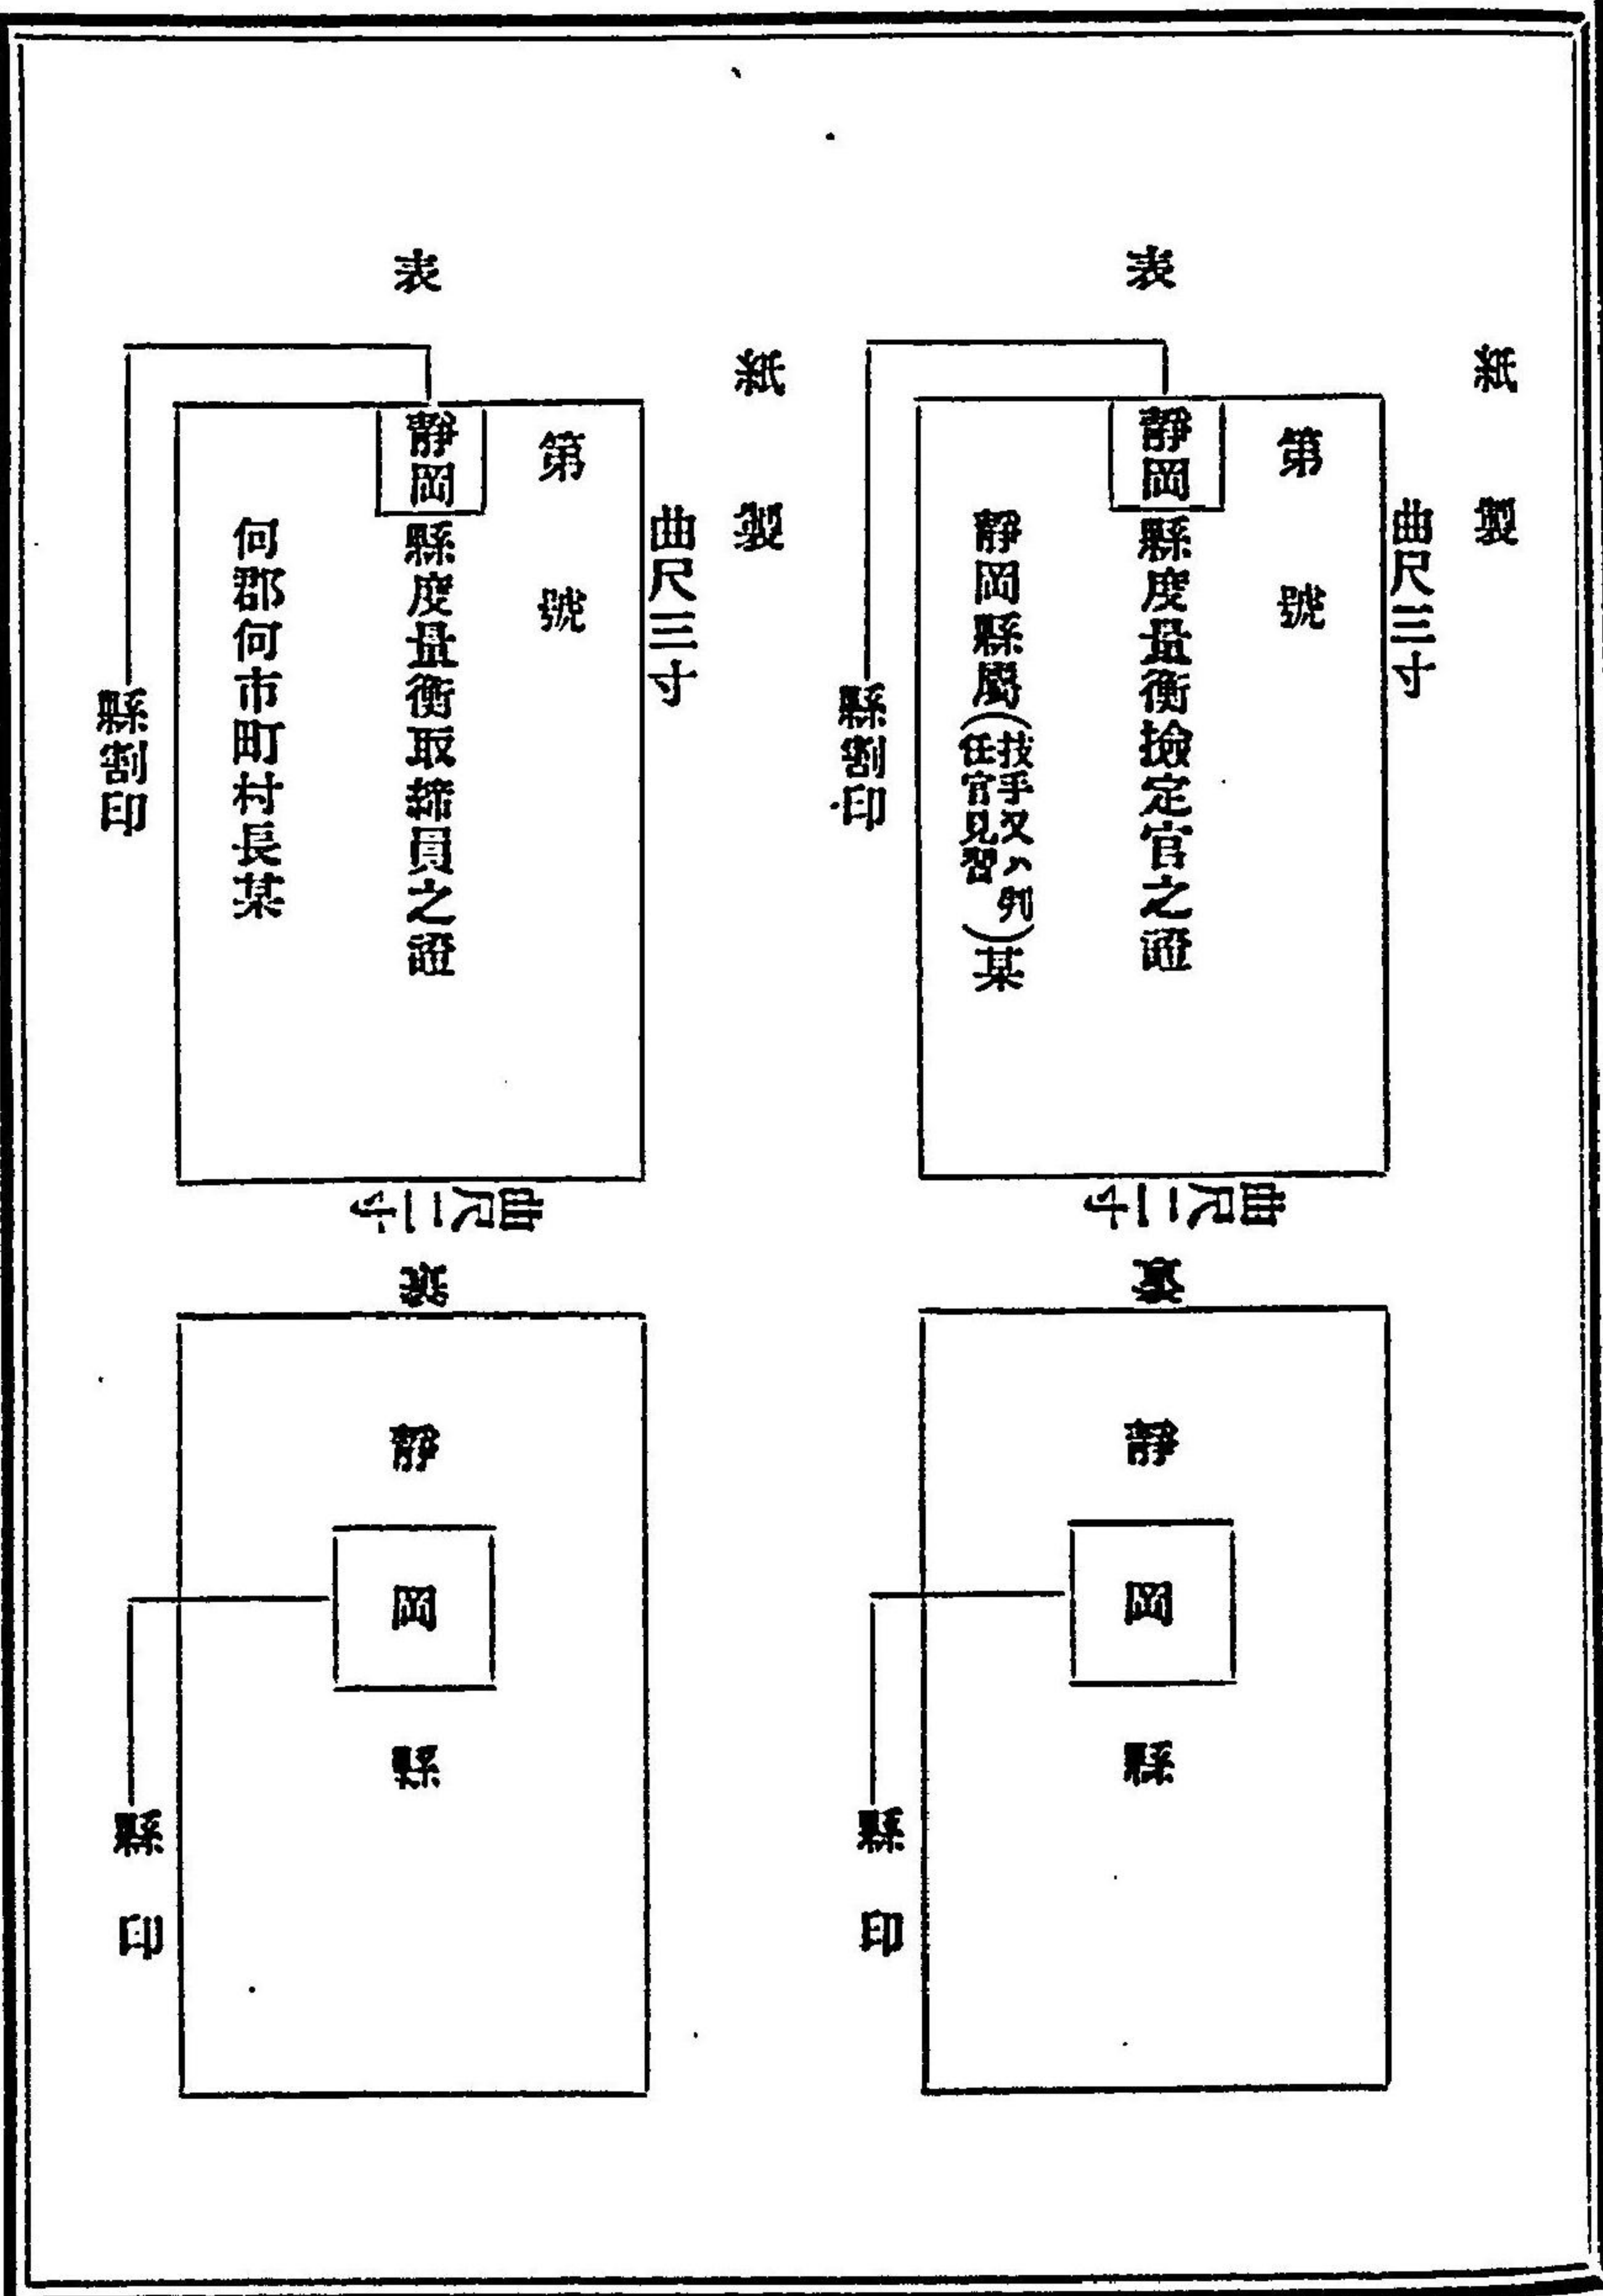 紙製
曲尺三寸
表
第號
靜岡縣度量衡檢定官之證
靜岡縣屬(技手又ハ判任官見習)某
縣割印
曲尺二寸
裏
靜岡縣
縣印
紙製
曲尺三寸
表
第號
靜岡縣度量衡取締員之證
何郡何市町村長某
縣割印
曲尺二寸
靜岡縣
縣印